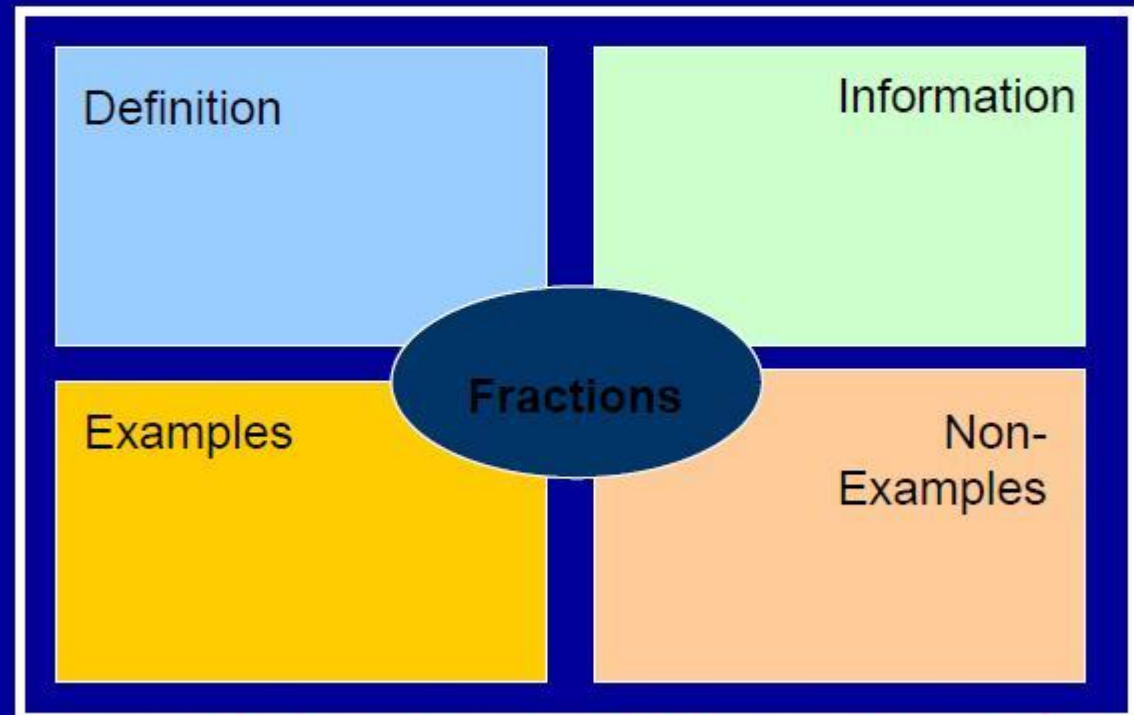 Definition
Information
Fractions
Examples
Non-
Examples